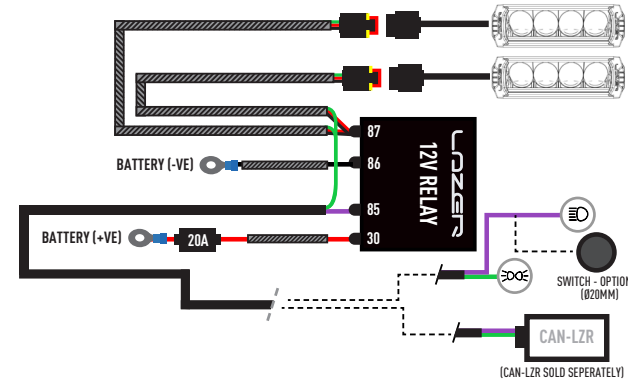 87
BATTERY (-VE)
86
LAZER
12V RELAY
85
BATTERY (+VE)
20A
30
SWITCH - OPTION
(Ø20MM)
CAN-LZR
(CAN-LZR SOLD SEPERATELY)